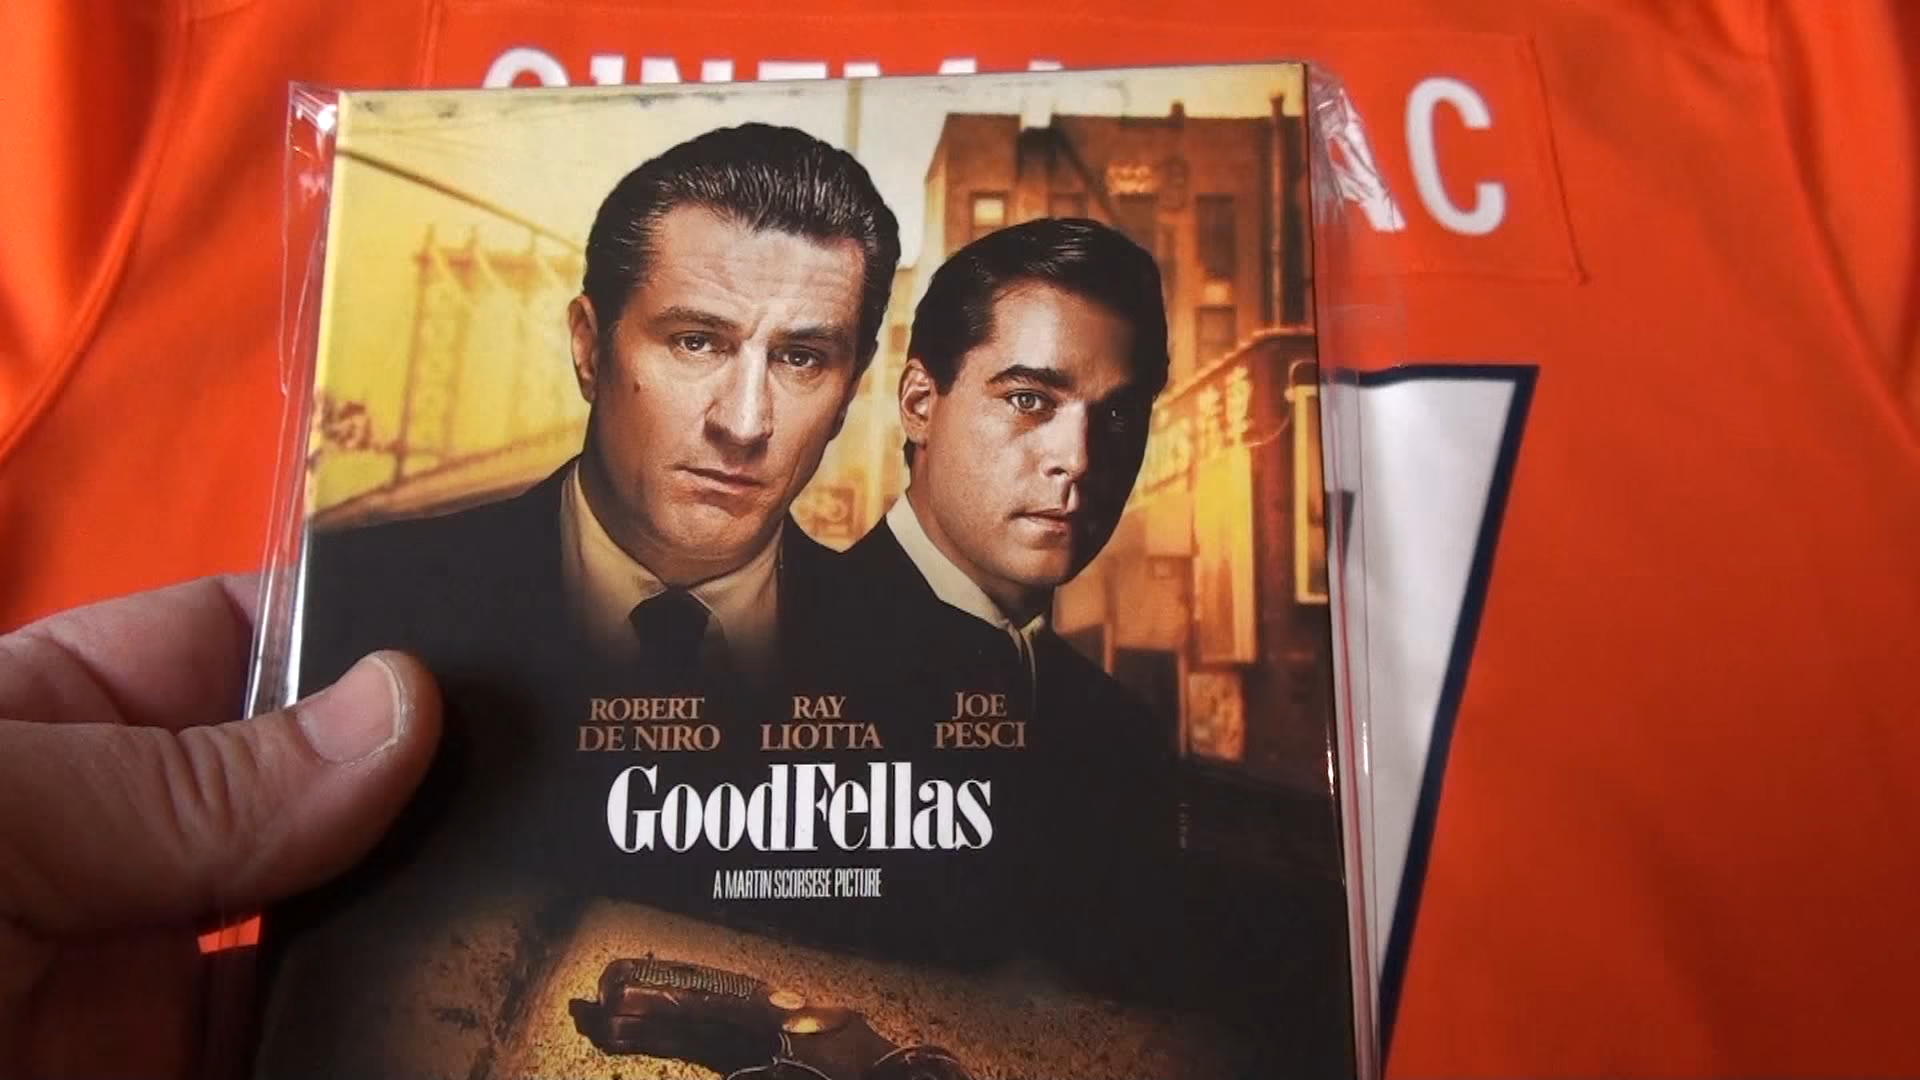 ROBERT DE NIRO
RAY LIOTTA
JOE PESCI
GOODFELLAS
A MARTIN SCORSESE PICTURE